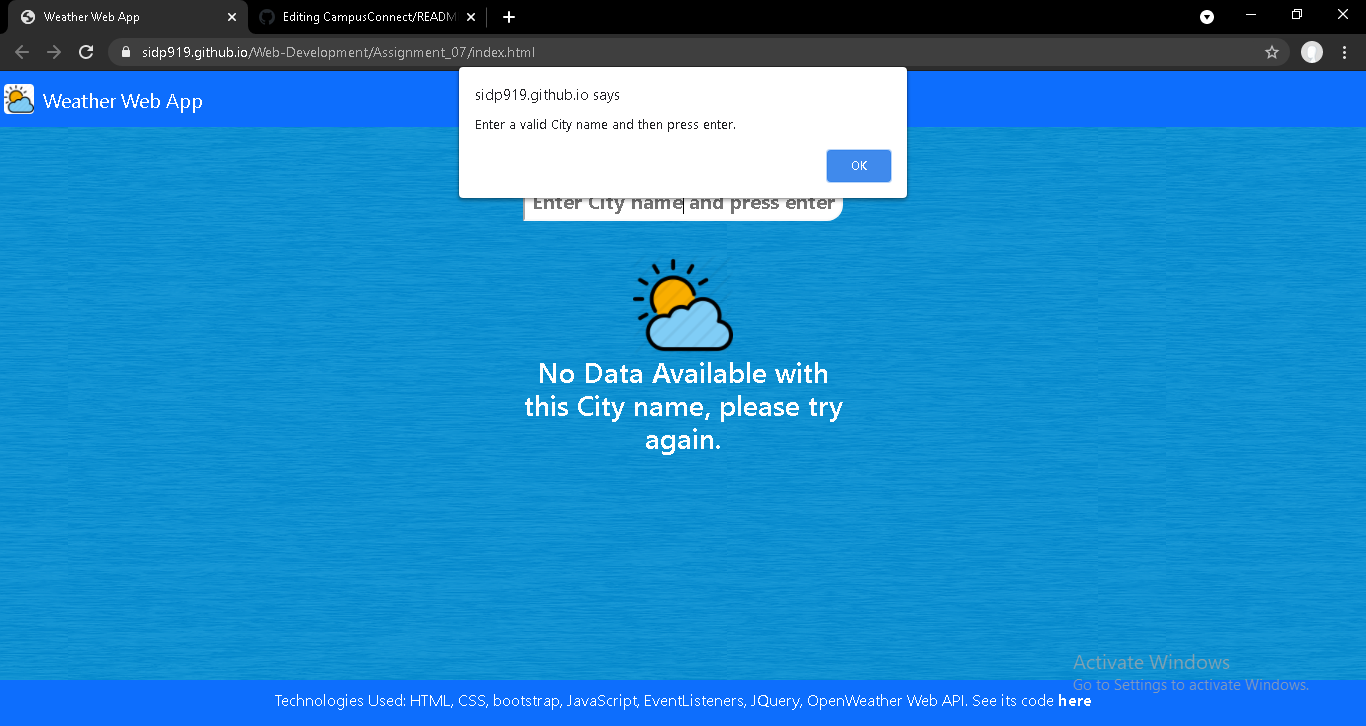 Weather Web App
Editing CampusConnect/READM
sidp919.github.io/Web-Development/Assignment_07/index.html
Weather Web App
sidp919.github.io says
Enter a valid City name and then press enter.
OK
Enter City name and press enter
No Data Available with
this City name, please try
again.
Activate Windows
Go to Settings to activate Windows.
Technologies Used: HTML, CSS, bootstrap, JavaScript, EventListeners, JQuery, OpenWeather Web API. See its code here